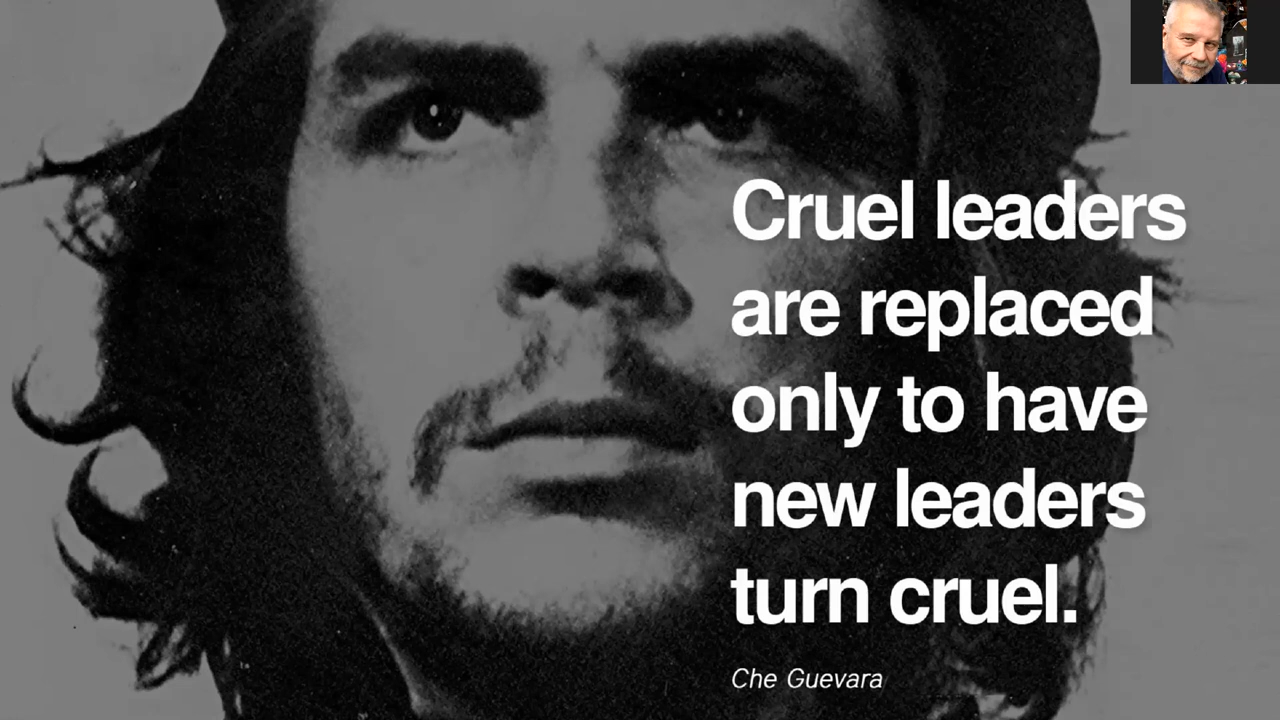 Cruel leaders
are replaced
only to have
new leaders
turn cruel.
Che Guevara